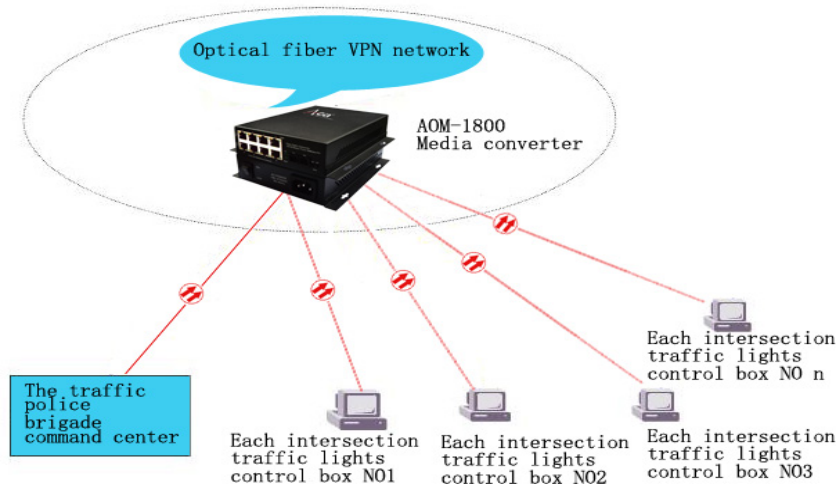 Optical fiber VPN network
AOM-1800
Media converter
The traffic
police
brigade
command center
Each intersection
traffic lights
control box NO1
Each intersection
traffic lights
control box NO2
Each intersection
traffic lights
control box NO3
Each intersection
traffic lights
control box NO n